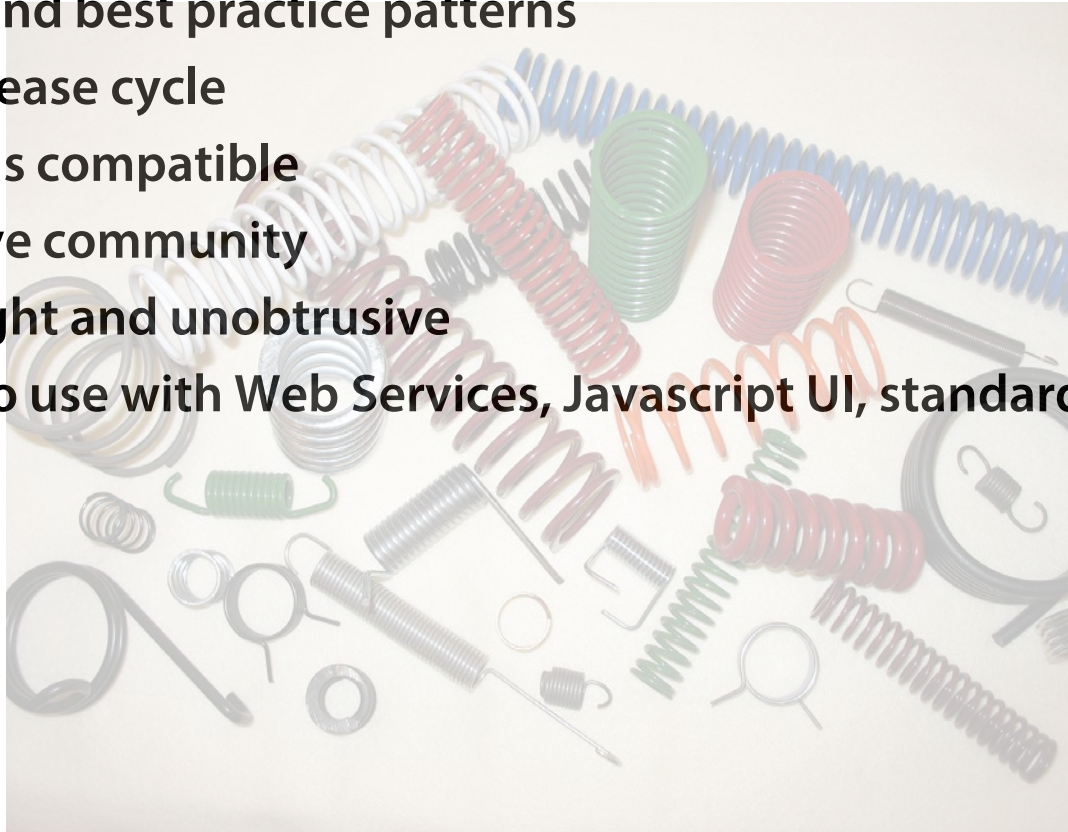 nd best practice patterns
ease cycle
s compatible
e community
ght and unobtrusive
o use with Web Services, Javascript UI, standard